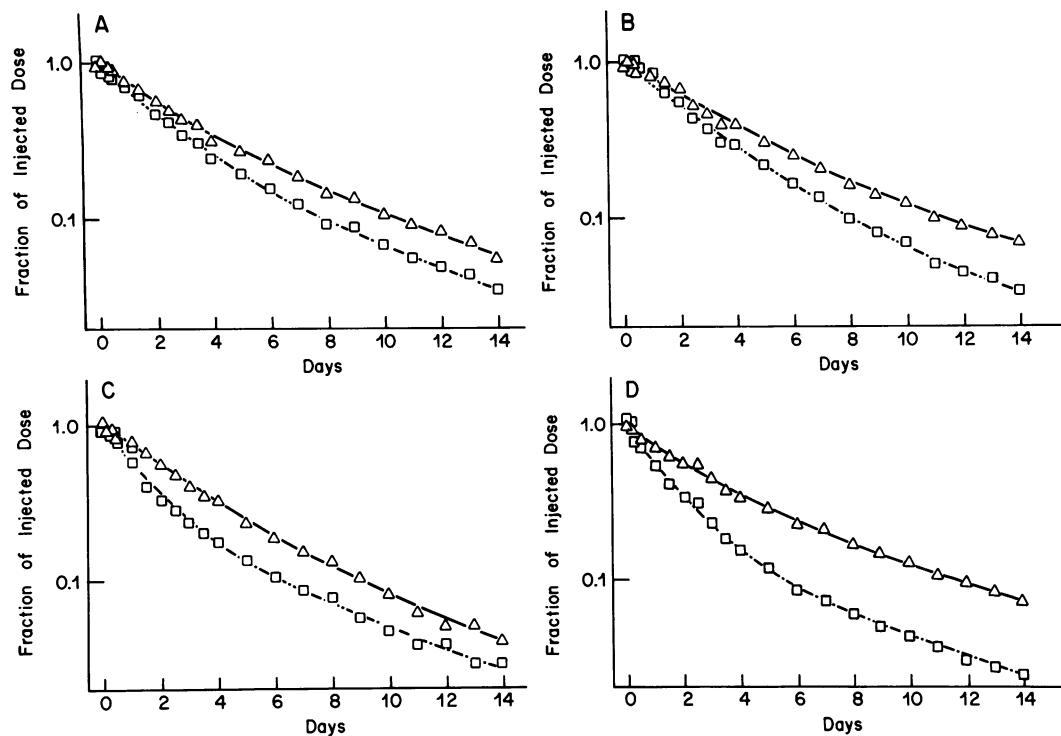 A
Fraction of Injected Dose
1.0
0.1
0 2 4 6 8 10 12 14
Days
B
Fraction of Injected Dose
1.0
0.1
0 2 4 6 8 10 12 14
Days
C
Fraction of Injected Dose
1.0
0.1
0 2 4 6 8 10 12 14
Days
D
Fraction of Injected Dose
1.0
0.1
0 2 4 6 8 10 12 14
Days